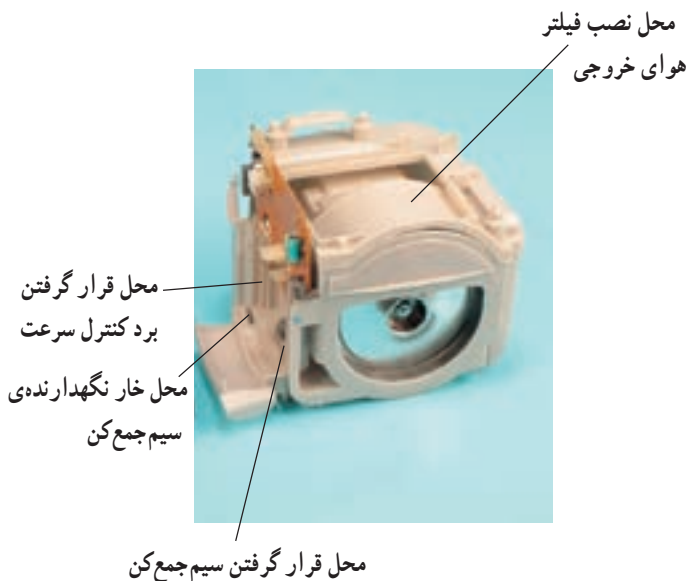 محل نصب فیلتر
هوای خروجی
محل قرار گرفتن
برد کنترل سرعت
محل خار نگهدارنده‌ی
سیم‌جمع‌کن
محل قرار گرفتن سیم‌جمع‌کن